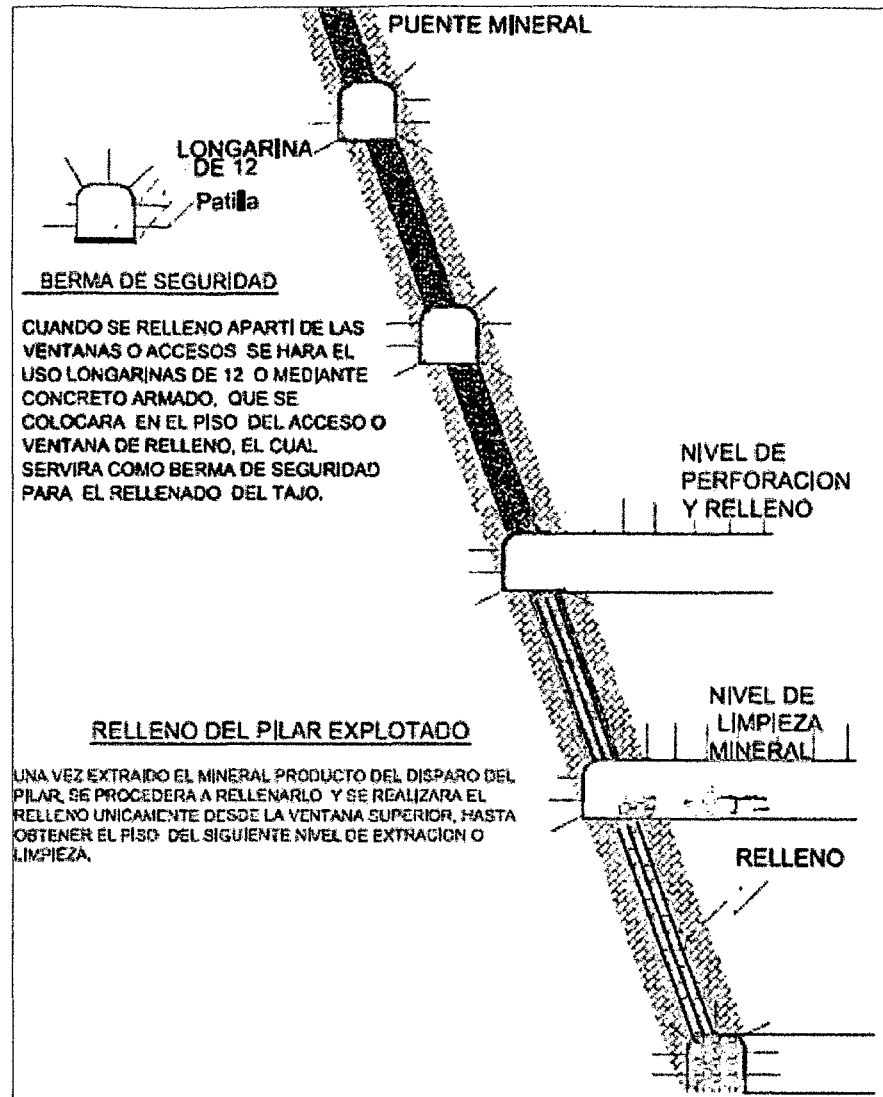 PUENTE MINERAL
LONGARINA
DE 12
Patilla
BERMA DE SEGURIDAD
CUANDO SE RELLENO APARTI DE LAS
VENTANAS O ACCESOS SE HARA EL
USO LONGARINAS DE 12 O MEDIANTE
CONCRETO ARMADO, QUE SE
COLOCARA EN EL PISO DEL ACCESO O
VENTANA DE RELLENO, EL CUAL
SERVIRA COMO BERMA DE SEGURIDAD
PARA EL RELLENADO DEL TAJO.
NIVEL DE
PERFORACION
Y RELLENO
NIVEL DE
LIMPIEZA
MINERAL
RELLENO DEL PILAR EXPLOTADO
UNA VEZ EXTRAIDO EL MINERAL PRODUCTO DEL DISPARO DEL
PILAR, SE PROCEDERA A RELLENARLO Y SE REALIZARA EL
RELLENO UNICAMENTE DESDE LA VENTANA SUPERIOR, HASTA
OBTENER EL PISO DEL SIGUIENTE NIVEL DE EXTRACION O
LIMPIEZA.
RELLENO